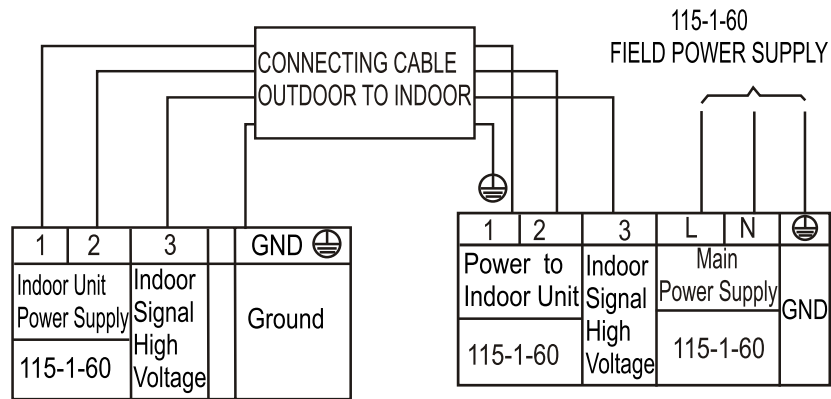 115-1-60
FIELD POWER SUPPLY
CONNECTING CABLE
OUTDOOR TO INDOOR
1 2 3 GND
Indoor Unit
Power Supply
115-1-60
Indoor
Signal
High
Voltage
Ground
1 2 3 L N
Power to
Indoor Unit
115-1-60
Indoor
Signal
High
Voltage
Main
Power Supply
115-1-60
GND